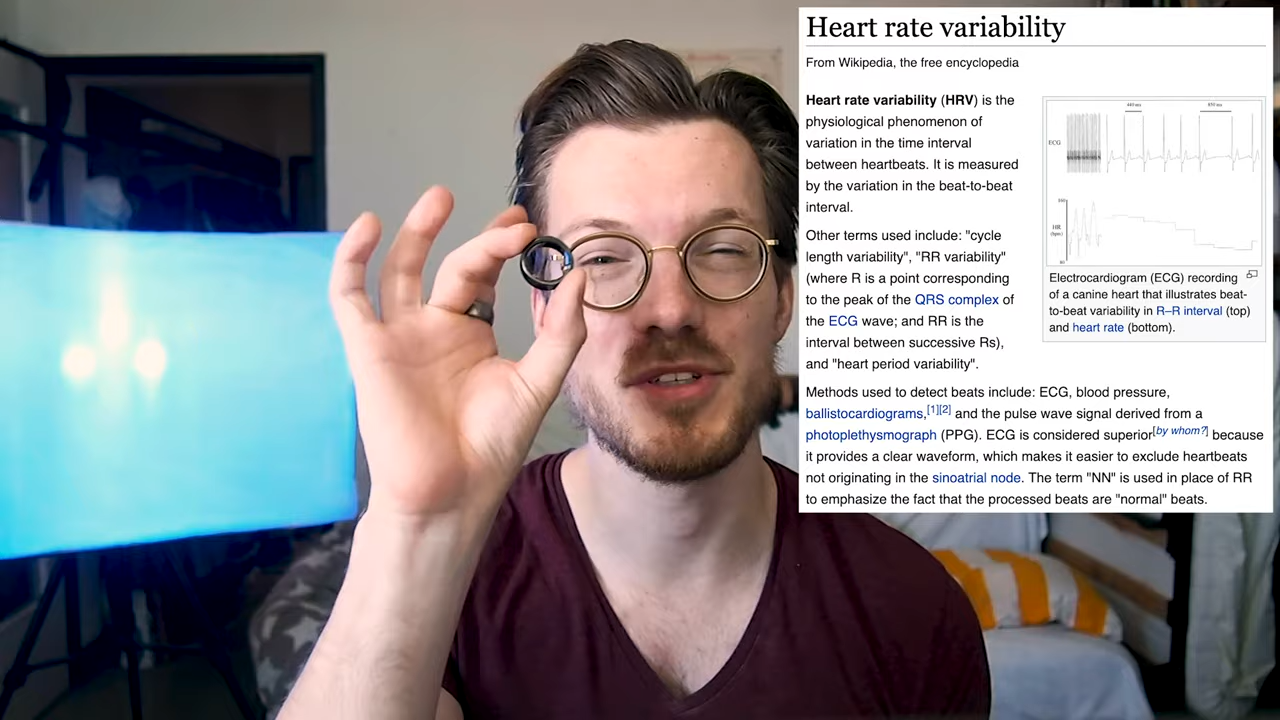 Heart rate variability
From Wikipedia, the free encyclopedia
Heart rate variability (HRV) is the
physiological phenomenon of
variation in the time interval
between heartbeats. It is measured
by the variation in the beat-to-beat
interval.
Other terms used include: "cycle
length variability", "RR variability"
(where R is a point corresponding
to the peak of the QRS complex of
the ECG wave; and RR is the
interval between successive Rs),
and "heart period variability".
ECG
HR
(bpm)
Electrocardiogram (ECG) recording
of a canine heart that illustrates beat-
to-beat variability in R–R interval (top)
and heart rate (bottom).
Methods used to detect beats include: ECG, blood pressure,
ballistocardiograms,[1][2] and the pulse wave signal derived from a
photoplethysmograph (PPG). ECG is considered superior[by whom?] because
it provides a clear waveform, which makes it easier to exclude heartbeats
not originating in the sinoatrial node. The term "NN" is used in place of RR
to emphasize the fact that the processed beats are "normal" beats.